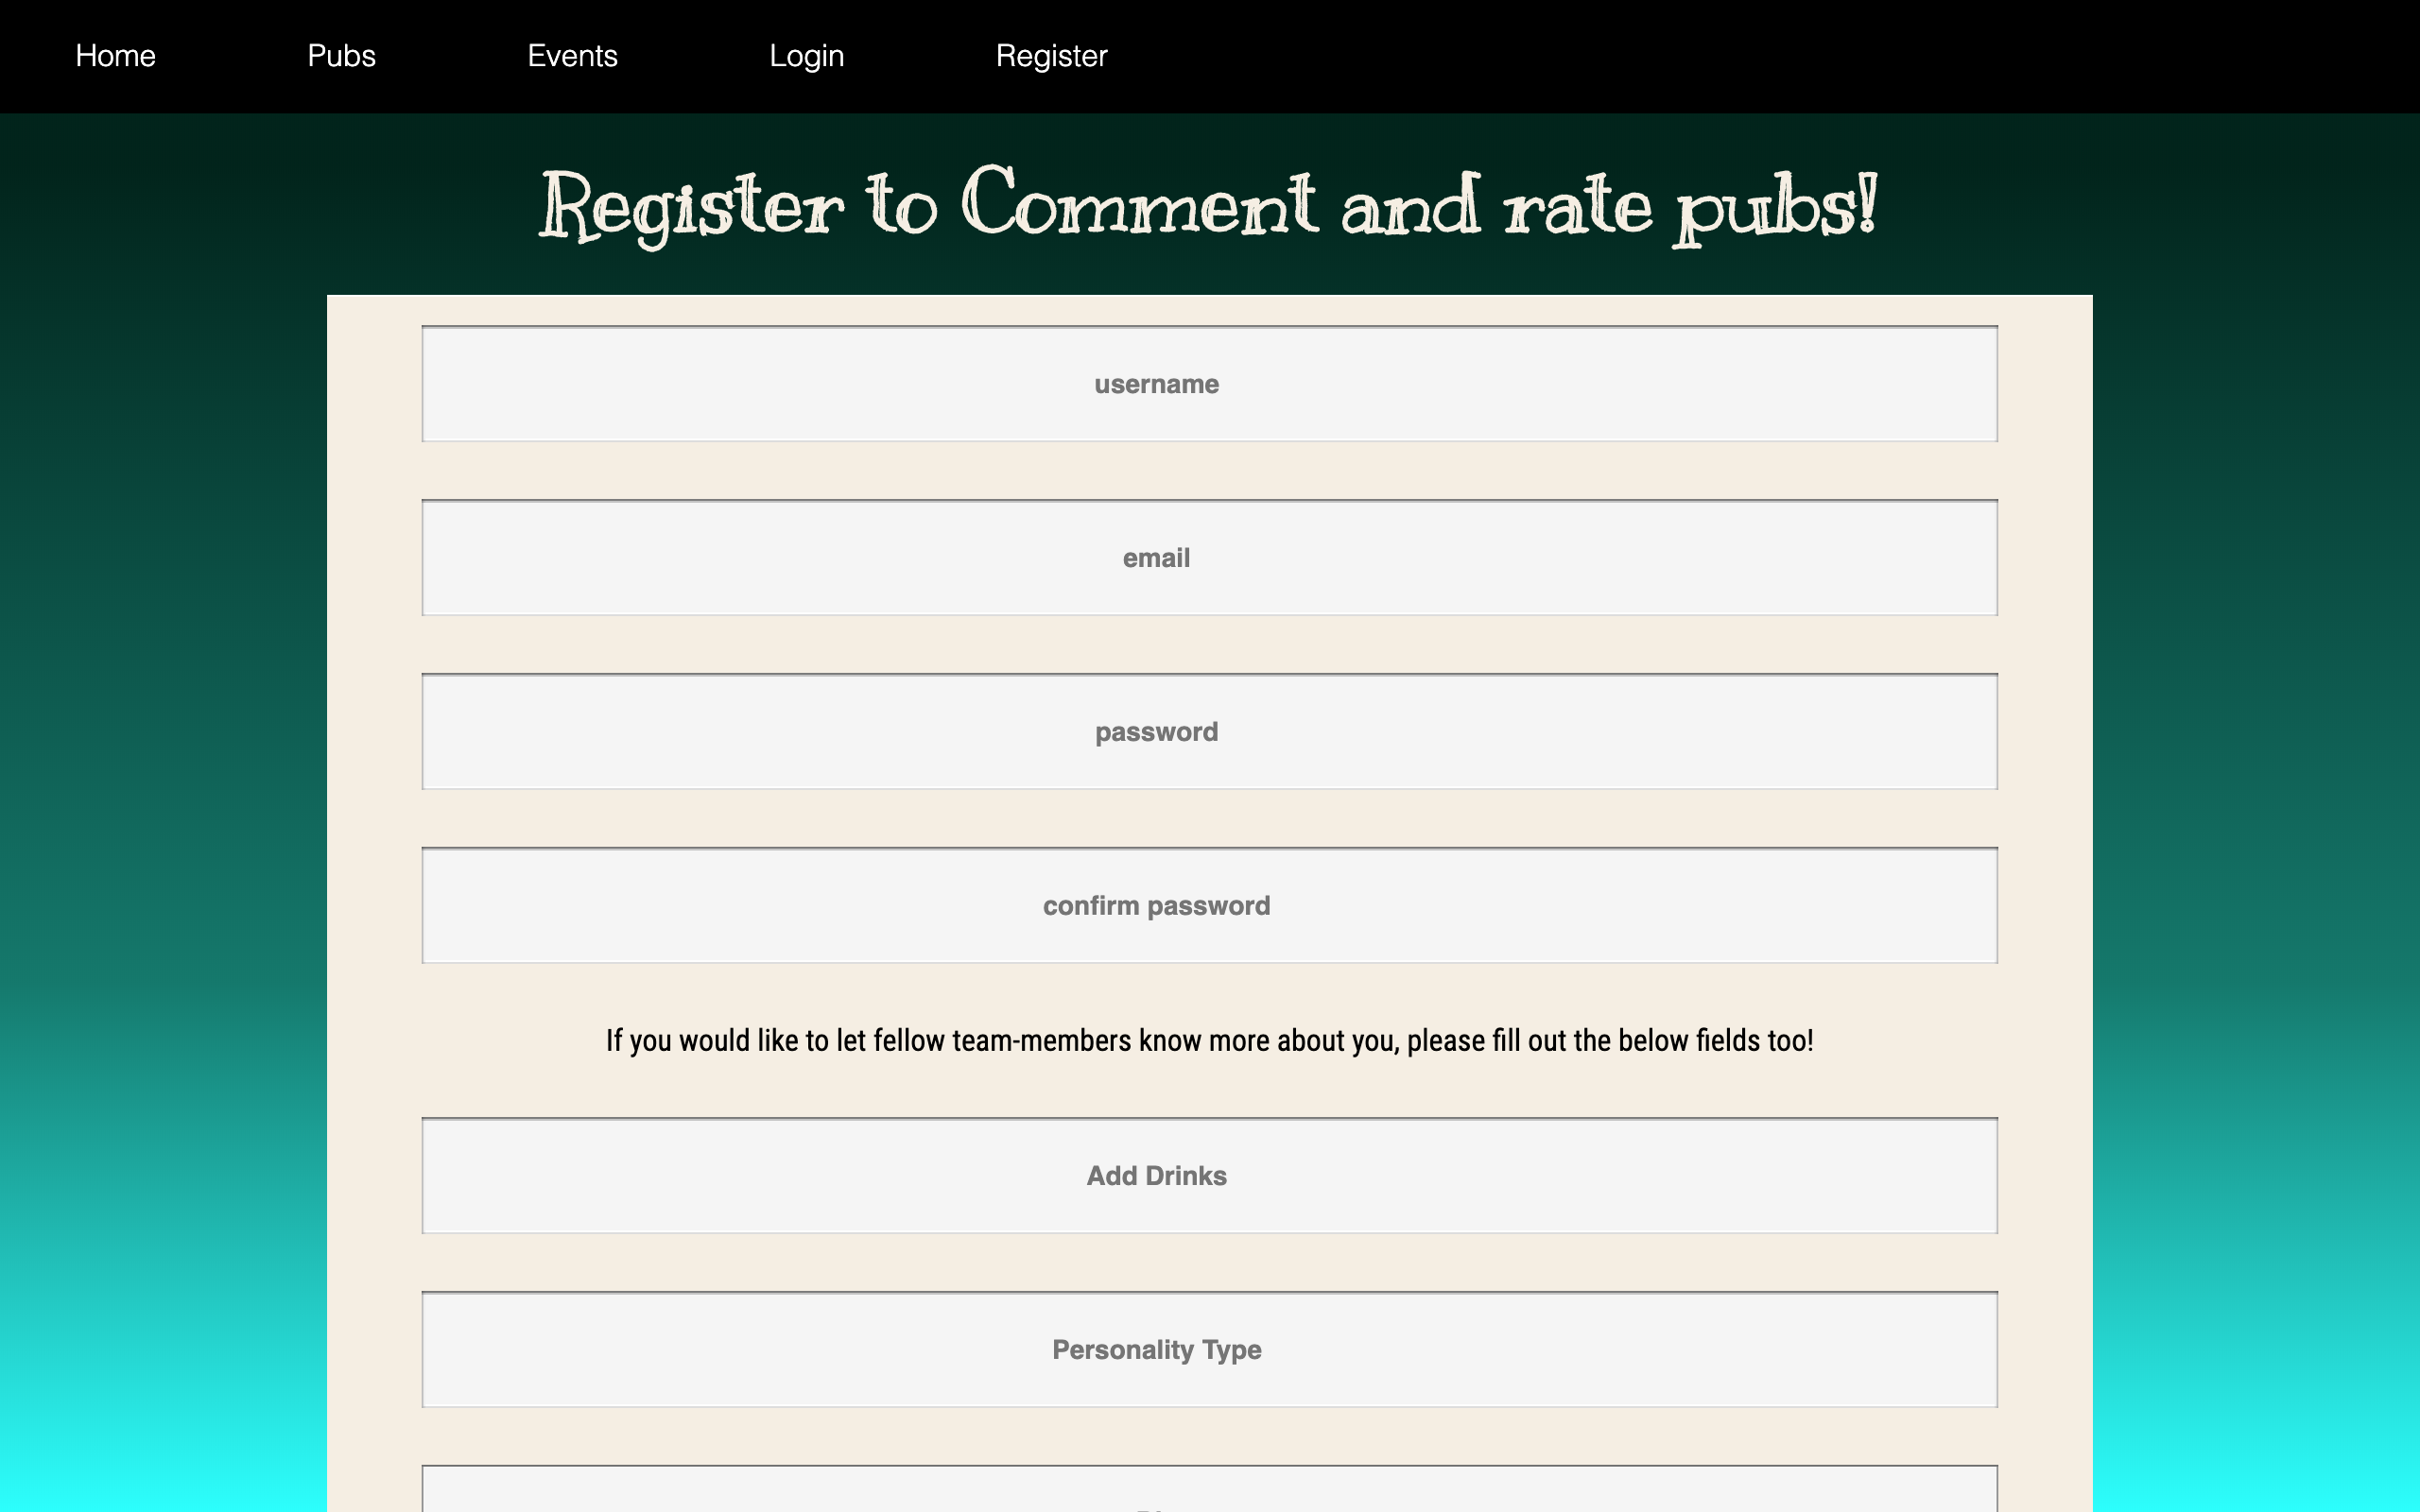 Home Pubs Events Login Register
Register to Comment and rate pubs!
username
email
password
confirm password
If you would like to let fellow team-members know more about you, please fill out the below fields too!
Add Drinks
Personality Type